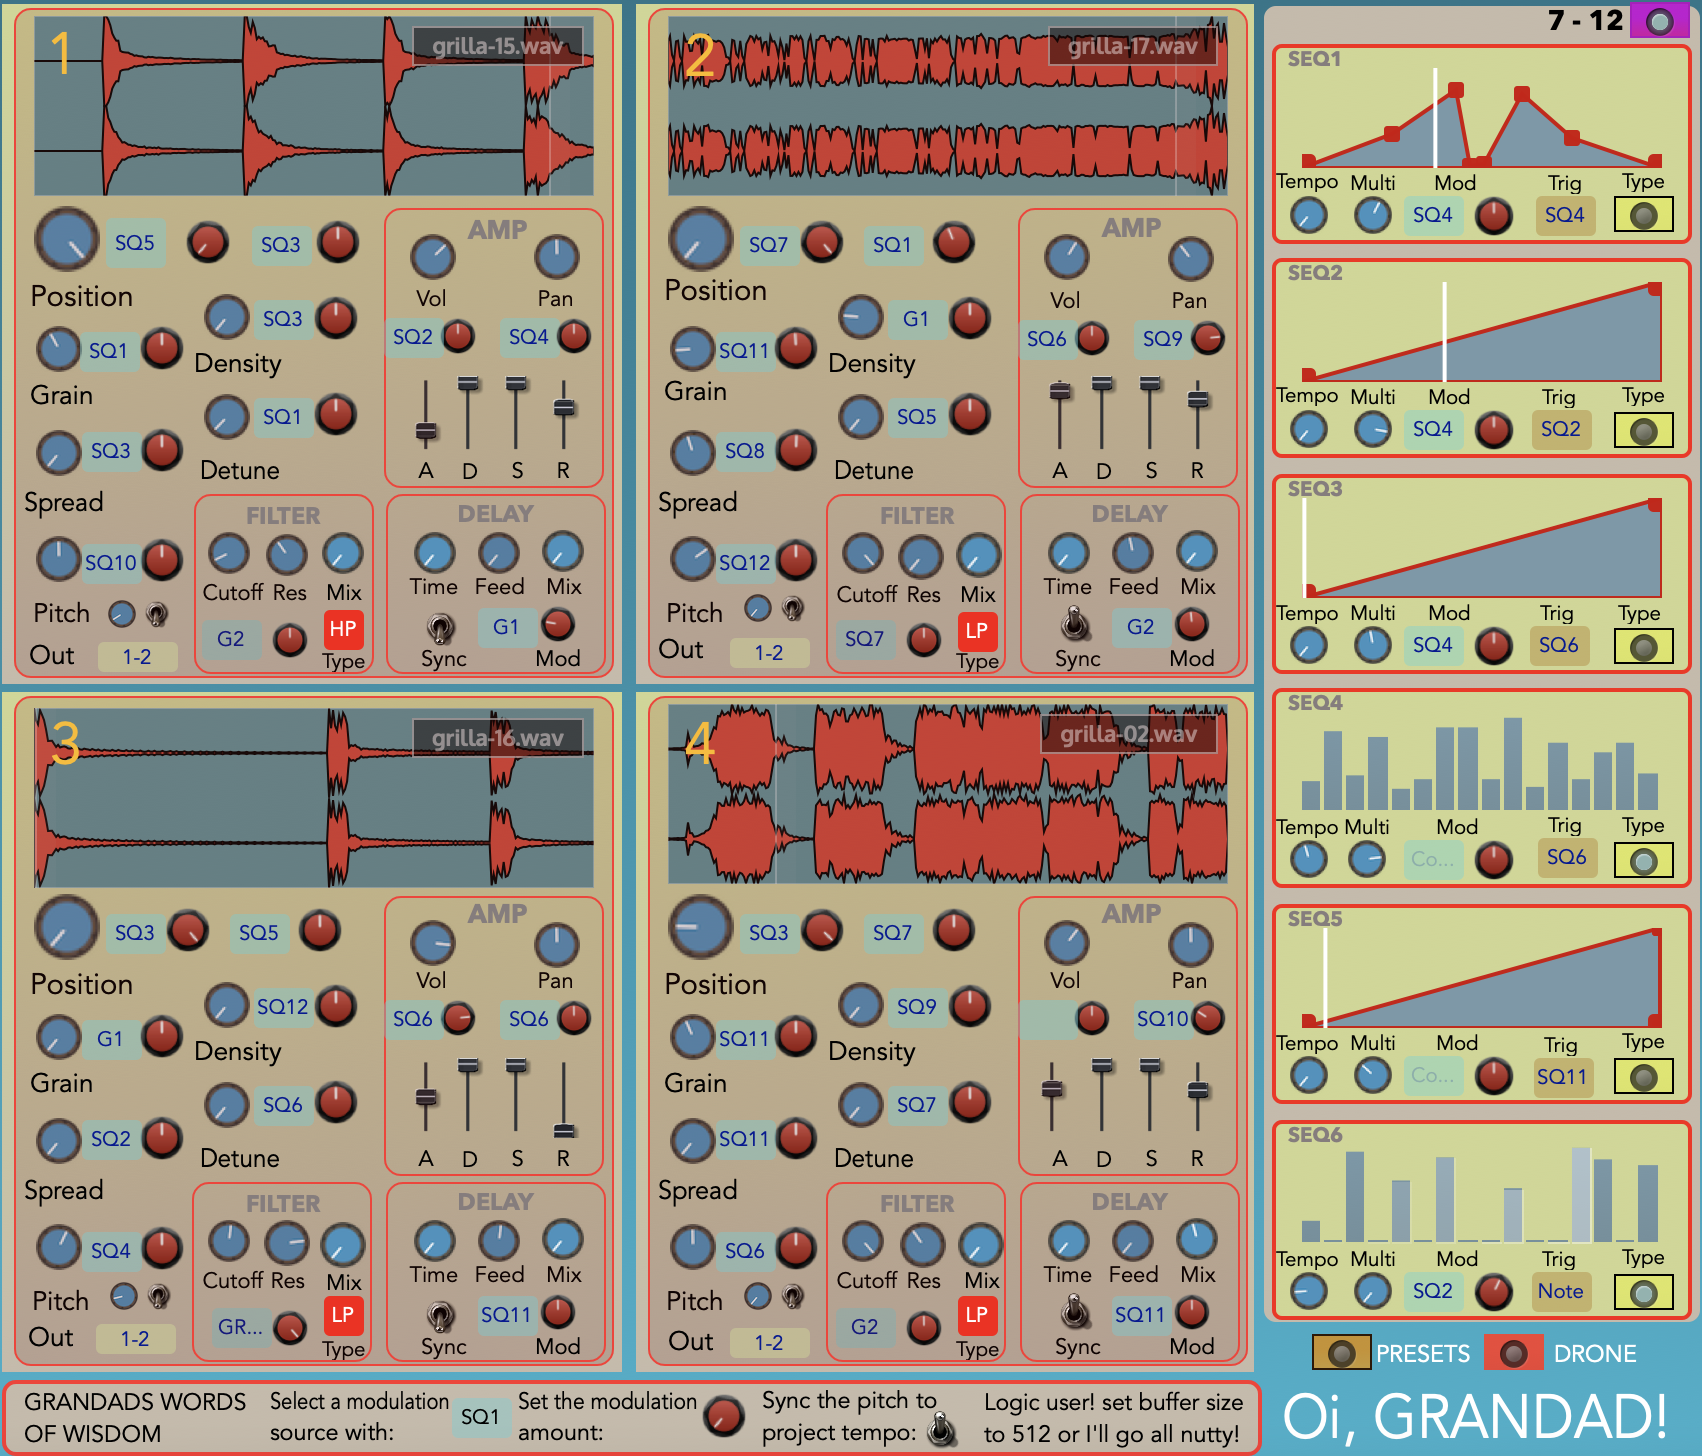 1
grilla-15.wav
SQ5
SQ3
Position
SQ1
SQ3
Grain
Density
SQ3
SQ1
Spread
Detune
SQ10
Pitch
Out
1-2
AMP
Vol
Pan
SQ2
SQ4
A D S R
FILTER
Cutoff Res Mix
G2
HP
Type
DELAY
Time Feed Mix
G1
Sync
Mod
2
grilla-17.wav
SQ7
SQ1
Position
SQ11
G1
Grain
Density
SQ8
SQ5
Spread
Detune
SQ12
Pitch
Out
1-2
AMP
Vol
Pan
SQ6
SQ9
A D S R
FILTER
Cutoff Res Mix
SQ7
LP
Type
DELAY
Time Feed Mix
G2
Sync
Mod
3
grilla-16.wav
SQ3
SQ5
Position
G1
SQ12
Grain
Density
SQ2
SQ6
Spread
Detune
SQ4
Pitch
Out
1-2
AMP
Vol
Pan
SQ6
SQ6
A D S R
FILTER
Cutoff Res Mix
GR...
LP
Type
DELAY
Time Feed Mix
SQ11
Sync
Mod
4
grilla-02.wav
SQ3
SQ7
Position
SQ11
SQ9
Grain
Density
SQ11
SQ7
Spread
Detune
SQ6
Pitch
Out
1-2
AMP
Vol
Pan
SQ10
A D S R
FILTER
Cutoff Res Mix
G2
LP
Type
DELAY
Time Feed Mix
SQ11
Sync
Mod
7 - 12
SEQ1
Tempo Multi Mod Trig Type
SQ4
SQ4
SEQ2
Tempo Multi Mod Trig Type
SQ4
SQ2
SEQ3
Tempo Multi Mod Trig Type
SQ4
SQ6
SEQ4
Tempo Multi Mod Trig Type
Co...
SQ6
SEQ5
Tempo Multi Mod Trig Type
Co...
SQ11
SEQ6
Tempo Multi Mod Trig Type
SQ2
Note
PRESETS
DRONE
Oi, GRANDAD!
GRANDADS WORDS
OF WISDOM
Select a modulation
source with:
SQ1
Set the modulation
amount:
Sync the pitch to
project tempo:
Logic user! set buffer size
to 512 or I'll go all nutty!